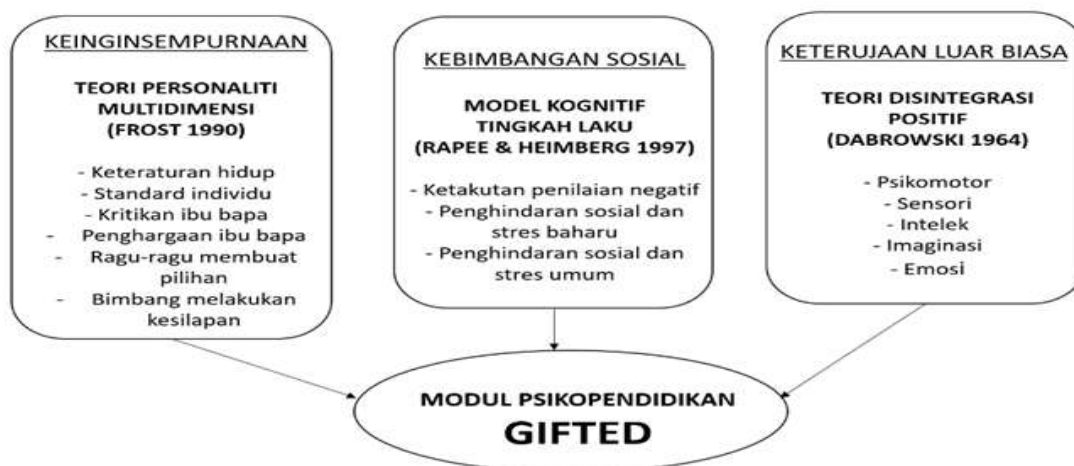 KEINGINSEMPURNAAN
TEORI PERSONALITI
MULTIDIMENSI
(FROST 1990)
- Keteraturan hidup
- Standard individu
- Kritikan ibu bapa
- Penghargaan ibu bapa
- Ragu-ragu membuat
pilihan
- Bimbang melakukan
kesilapan
KEBIMBANGAN SOSIAL
MODEL KOGNITIF
TINGKAH LAKU
(RAPEE & HEIMBERG 1997)
- Ketakutan penilaian negatif
- Penghindaran sosial dan
stres baharu
- Penghindaran sosial dan
stres umum
KETERUJAAN LUAR BIASA
TEORI DISINTEGRASI
POSITIF
(DABROWSKI 1964)
- Psikomotor
- Sensori
- Intelek
- Imaginasi
- Emosi
MODUL PSIKOPENDIDIKAN
GIFTED